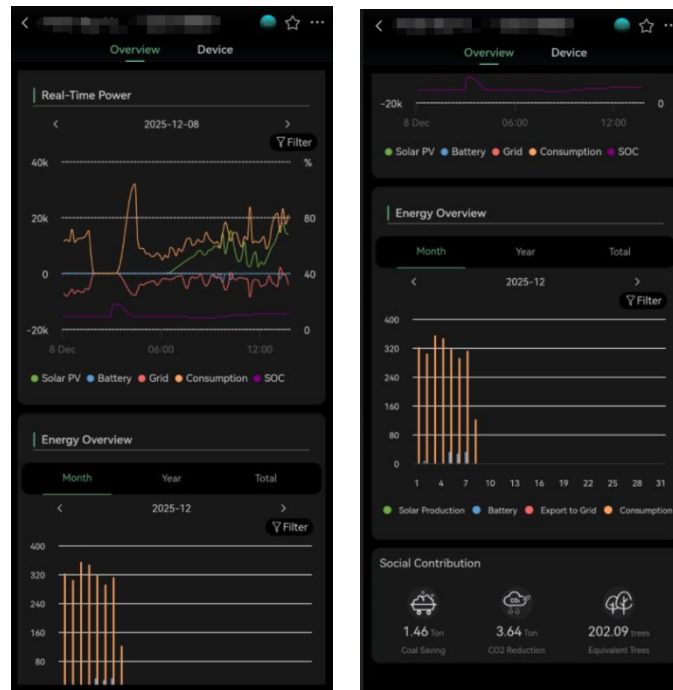 Overview Device
Real-Time Power
2025-12-08
Filter
40k %
20k 80
0 40
-20k 0
8 Dec 06:00 12:00
Solar PV Battery Grid Consumption SOC
Energy Overview
Month Year Total
2025-12
Filter
400
320
240
160
80
Overview Device
-20k 0
8 Dec 06:00 12:00
Solar PV Battery Grid Consumption SOC
Energy Overview
Month Year Total
2025-12
Filter
400
320
240
160
80
0
1 4 7 10 13 16 19 22 25 28 31
Solar Production Battery Export to Grid Consumption
Social Contribution
CO₂
1.46 Ton 3.64 Ton 202.09 trees
Coal Saving CO2 Reduction Equivalent Trees